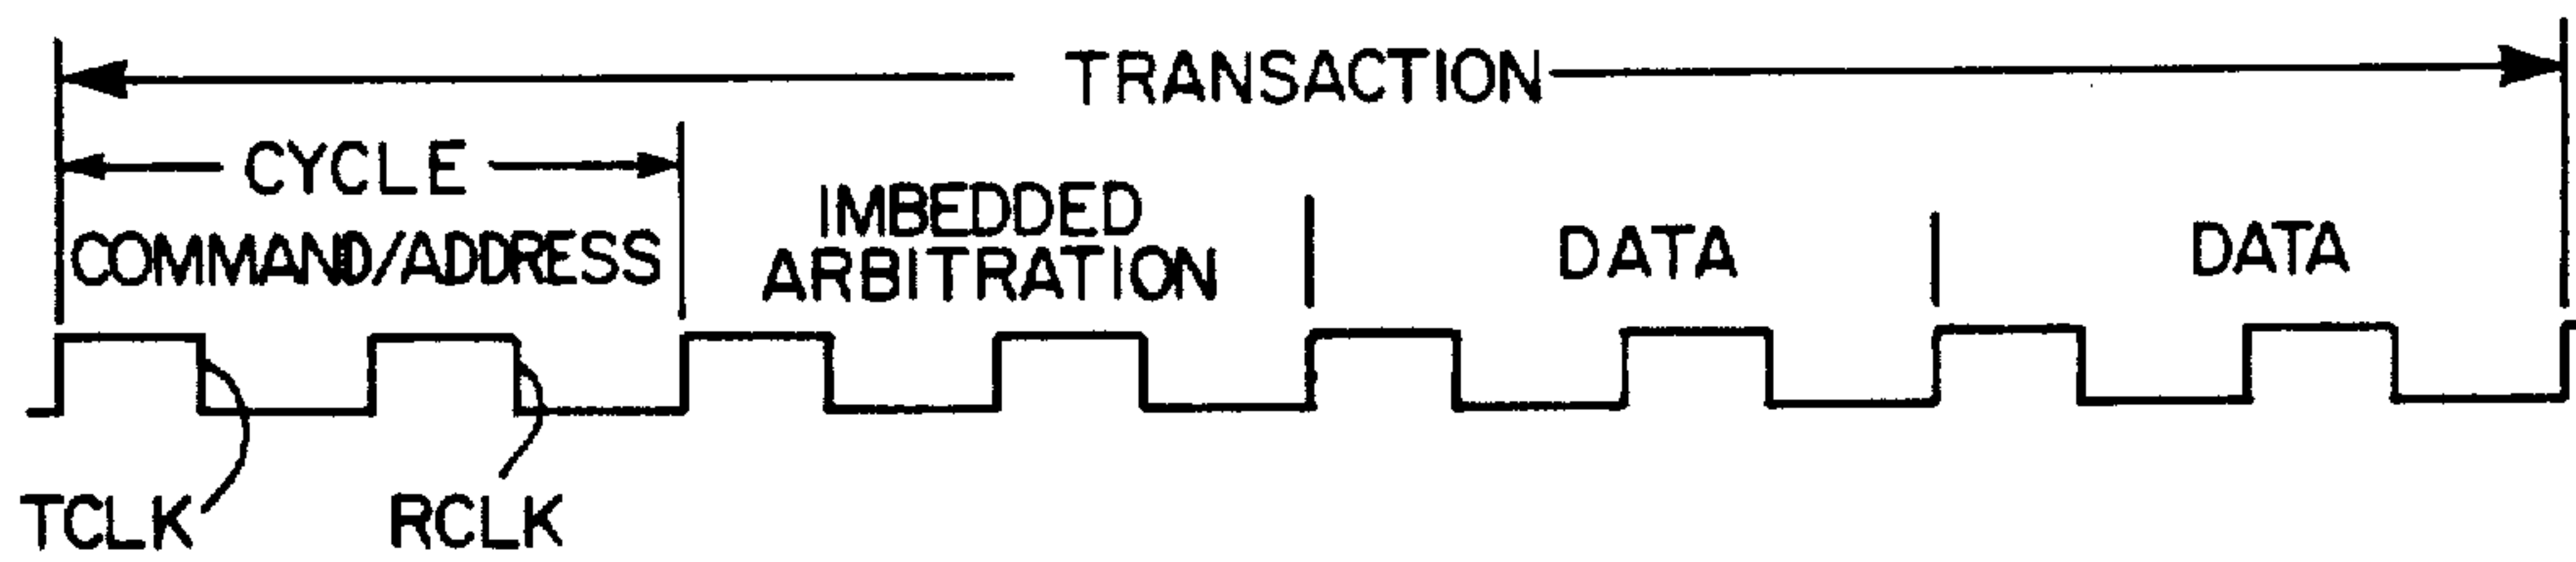 TRANSACTION
CYCLE
COMMAND/ADDRESS
IMBEDDED
ARBITRATION
DATA
DATA
TCLK
RCLK